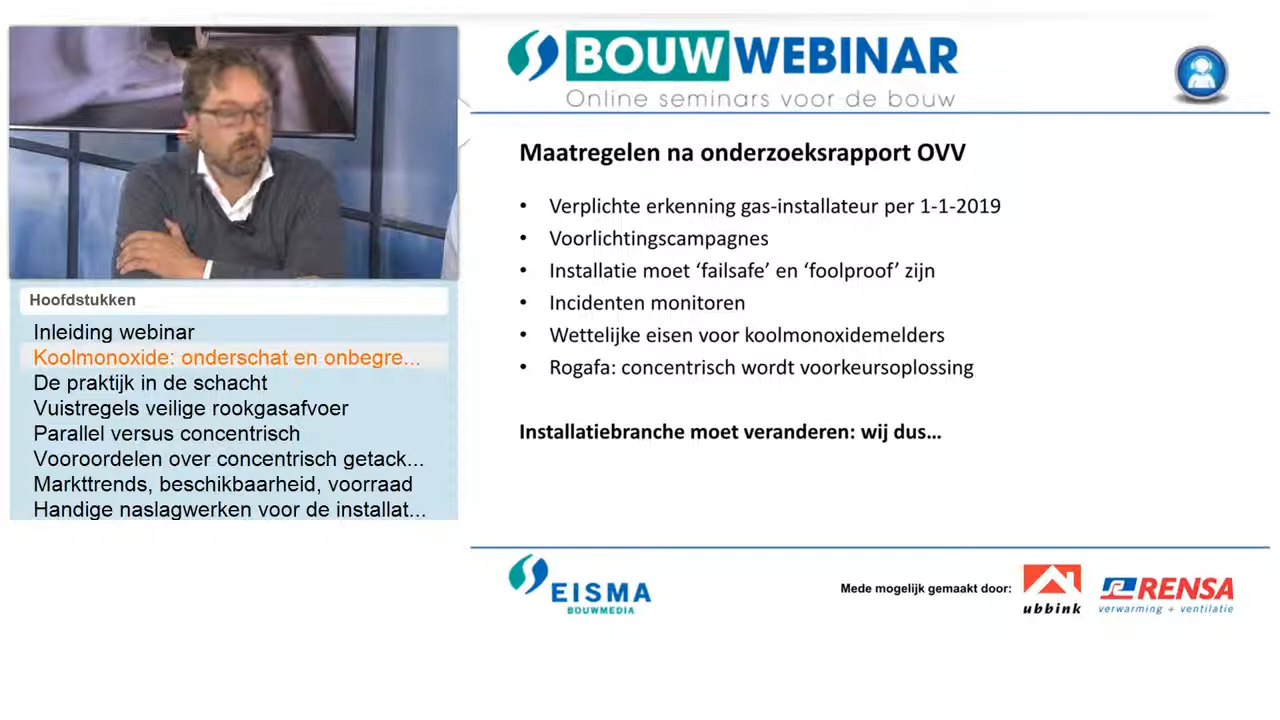 BOUWWEBINAR
Online seminars voor de bouw
Maatregelen na onderzoeksrapport OVV
• Verplichte erkenning gas-installateur per 1-1-2019
• Voorlichtingscampagnes
• Installatie moet ‘failsafe’ en ‘foolproof’ zijn
• Incidenten monitoren
• Wettelijke eisen voor koolmonoxidemelders
• Rogafa: concentrisch wordt voorkeursoplossing
Installatiebranche moet veranderen: wij dus...
Hoofdstukken
Inleiding webinar
Koolmonoxide: onderschat en onbegre...
De praktijk in de schacht
Vuistregels veilige rookgasafvoer
Parallel versus concentrisch
Vooroordelen over concentrisch getack...
Markttrends, beschikbaarheid, voorraad
Handige naslagwerken voor de installat...
EISMA
BOUWMEDIA
Mede mogelijk gemaakt door:
ubbink
RENSA
verwarming + ventilatie